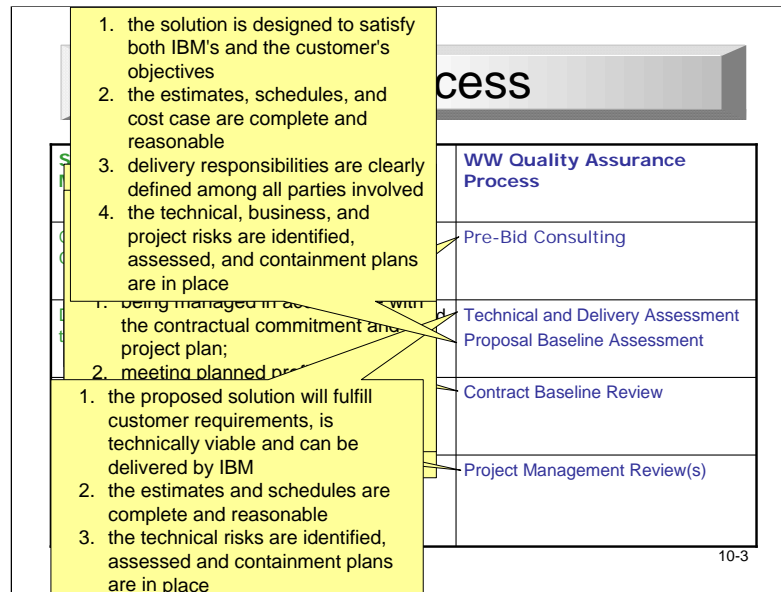 1. the solution is designed to satisfy
both IBM's and the customer's
objectives
2. the estimates, schedules, and
cost case are complete and
reasonable
3. delivery responsibilities are clearly
defined among all parties involved
4. the technical, business, and
project risks are identified,
assessed, and containment plans
are in place
cess
WW Quality Assurance
Process
Pre-Bid Consulting
1. being managed in with
the contractual commitment and
project plan;
2. meeting planned
Technical and Delivery Assessment
Proposal Baseline Assessment
Contract Baseline Review
1. the proposed solution will fulfill
customer requirements, is
technically viable and can be
delivered by IBM
2. the estimates and schedules are
complete and reasonable
3. the technical risks are identified,
assessed and containment plans
are in place
Project Management Review(s)
10-3